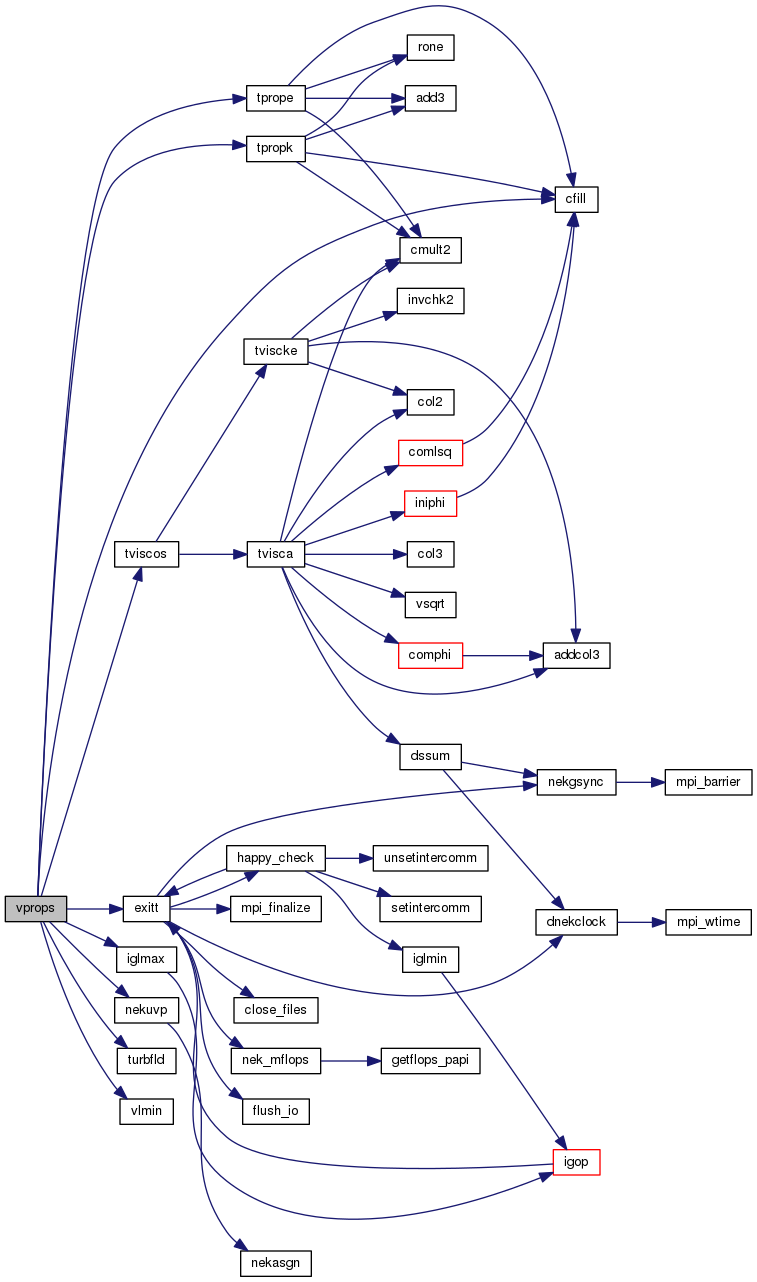 rone
tprope
add3
tpropk
cfill
cmult2
invchk2
tviscke
col2
comlsq
iniphi
tviscos
tvisca
col3
vsqrt
comphi
addcol3
dssum
nekgsync
mpi_barrier
happy_check
unsetintercomm
vprops
exitt
mpi_finalize
setintercomm
dnekclock
mpi_wtime
iglmax
iglmin
nekuvp
close_files
turbfld
nek_mflops
getflops_papi
vlmin
flush_io
igop
nekasgn